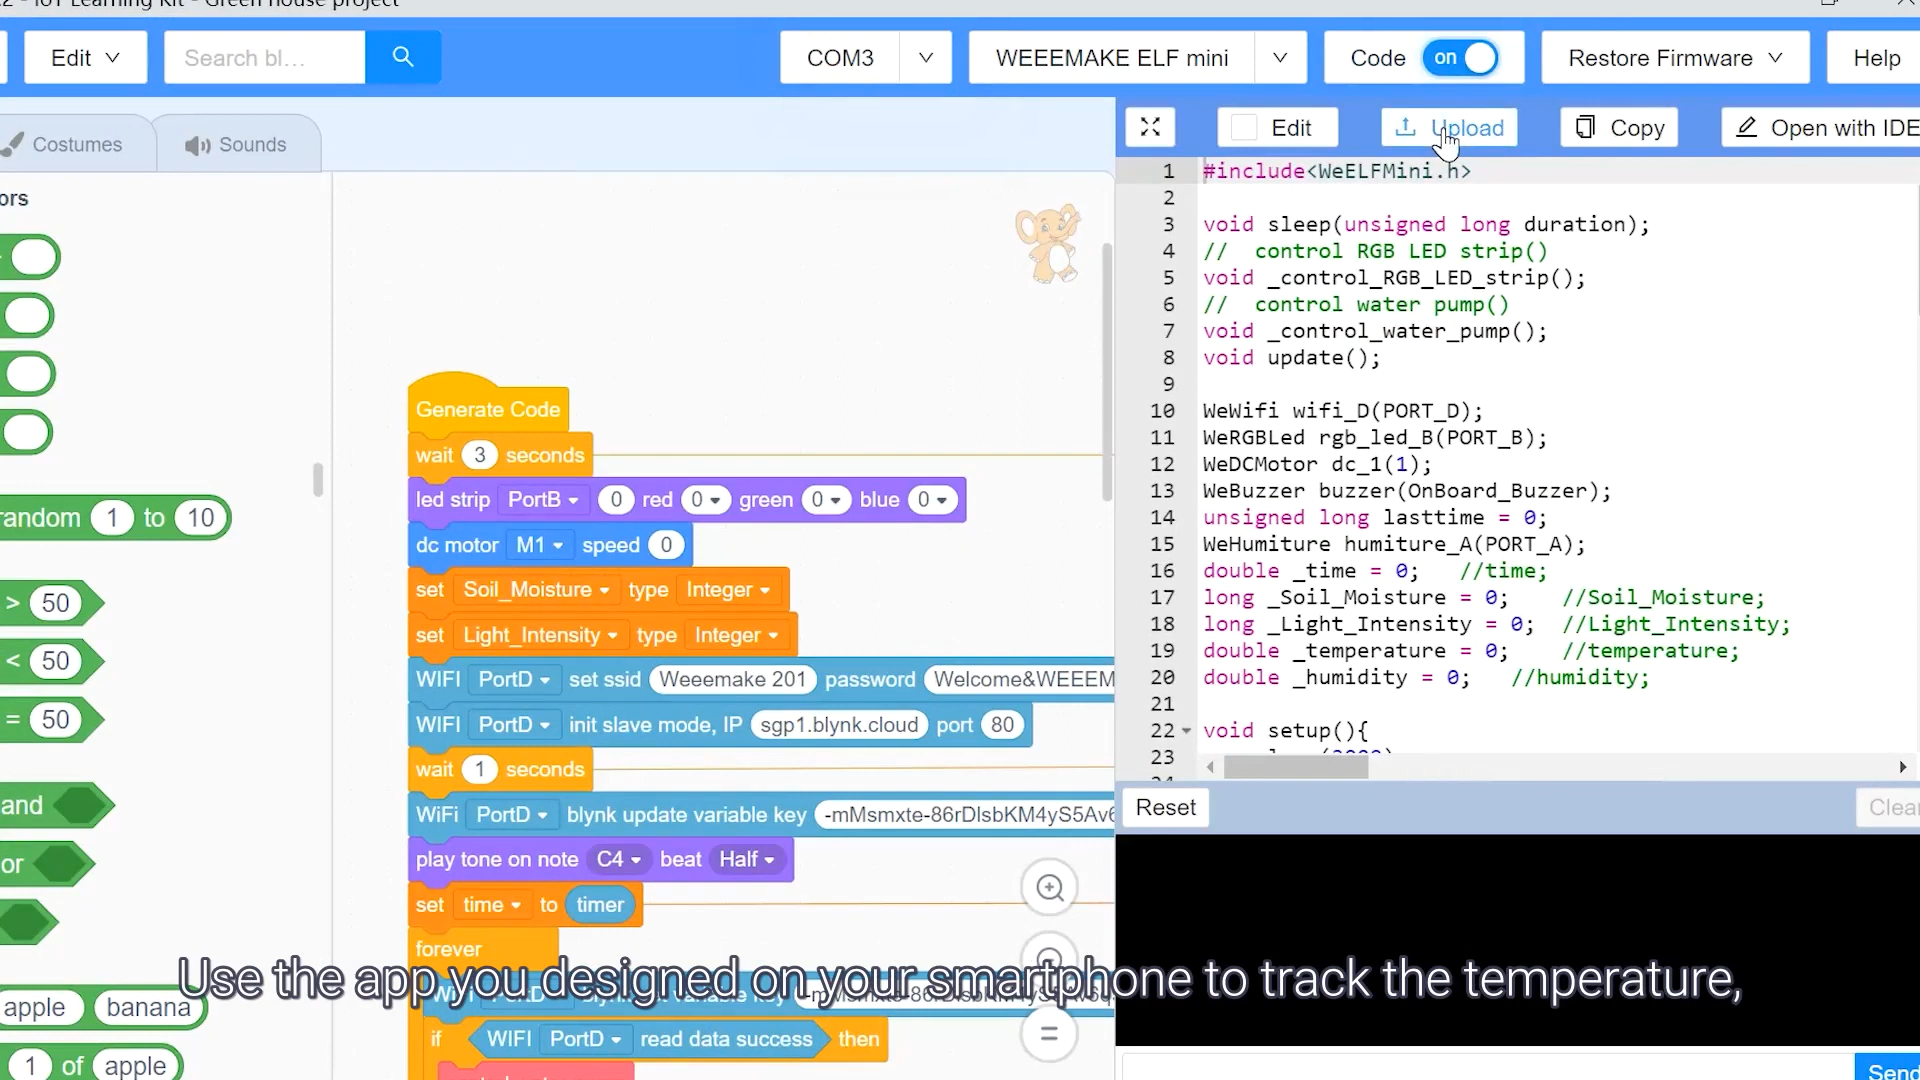 Green house project
Edit
Search bl...
COM3
WEEEMAKE ELF mini
Code on
Restore Firmware
Help
Costumes
Sounds
Edit
Upload
Copy
Open with IDE
ors
random 1 to 10
> 50
< 50
= 50
and
or
apple banana
1 of apple
Generate Code
wait 3 seconds
led strip PortB 0 red 0 green 0 blue 0
dc motor M1 speed 0
set Soil_Moisture type Integer
set Light_Intensity type Integer
WIFI PortD set ssid Weeemake 201 password Welcome&WEEEM
WIFI PortD init slave mode, IP sgp1.blynk.cloud port 80
wait 1 seconds
WiFi PortD blynk update variable key -mMsmxte-86rDlsbKM4yS5Av6
play tone on note C4 beat Half
set time to timer
forever
if WIFI PortD read data success then
1 #include<WeELFMini.h>
2
3 void sleep(unsigned long duration);
4 // control RGB LED strip()
5 void _control_RGB_LED_strip();
6 // control water pump()
7 void _control_water_pump();
8 void update();
9
10 WeWifi wifi_D(PORT_D);
11 WeRGBLed rgb_led_B(PORT_B);
12 WeDCMotor dc_1(1);
13 WeBuzzer buzzer(OnBoard_Buzzer);
14 unsigned long lasttime = 0;
15 WeHumiture humiture_A(PORT_A);
16 double _time = 0; //time;
17 long _Soil_Moisture = 0; //Soil_Moisture;
18 long _Light_Intensity = 0; //Light_Intensity;
19 double _temperature = 0; //temperature;
20 double _humidity = 0; //humidity;
21
22 void setup(){
23
Reset
Clear
Send
Use the app you designed on your smartphone to track the temperature,